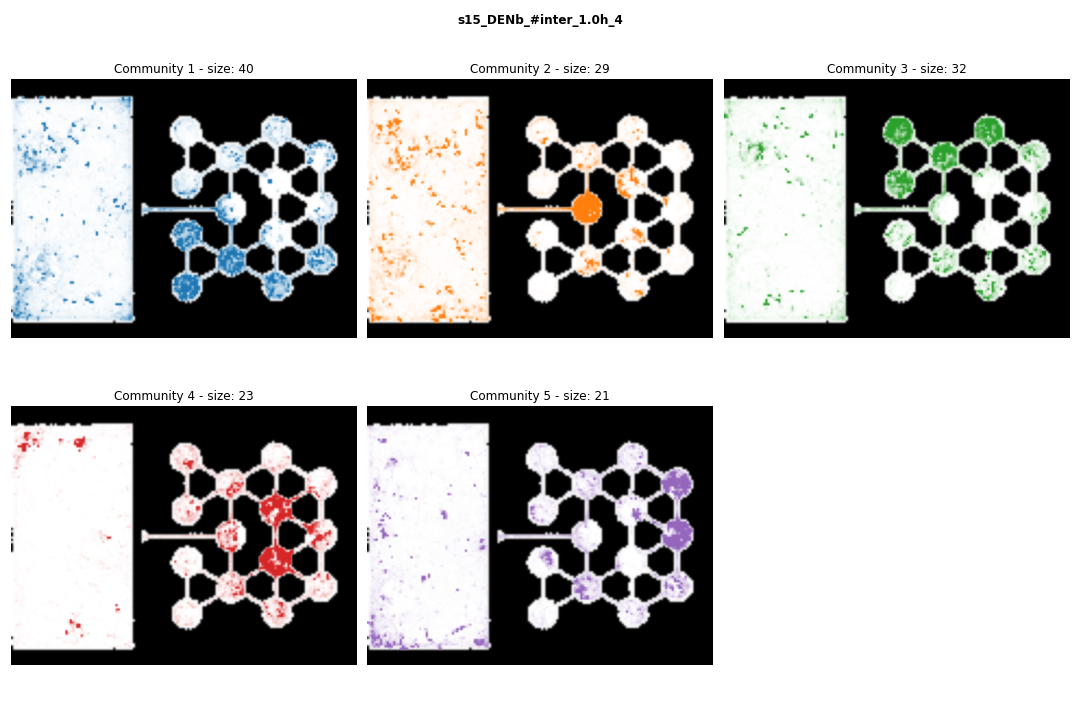 s15_DENb_#inter_1.0h_4
Community 1 - size: 40
Community 2 - size: 29
Community 3 - size: 32
Community 4 - size: 23
Community 5 - size: 21